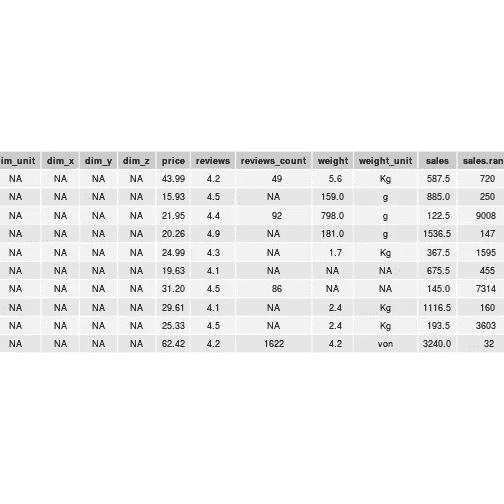 im_unit dim_x dim_y dim_z price reviews reviews_count weight weight_unit sales sales.ran
NA NA NA NA 43.99 4.2 49 5.6 Kg 587.5 720
NA NA NA NA 15.93 4.5 NA 159.0 g 885.0 250
NA NA NA NA 21.95 4.4 92 798.0 g 122.5 9008
NA NA NA NA 20.26 4.9 NA 181.0 g 1536.5 147
NA NA NA NA 24.99 4.3 NA 1.7 Kg 367.5 1595
NA NA NA NA 19.63 4.1 NA NA NA 675.5 455
NA NA NA NA 31.20 4.5 86 NA NA 145.0 7314
NA NA NA NA 29.61 4.1 NA 2.4 Kg 1116.5 160
NA NA NA NA 25.33 4.5 NA 2.4 Kg 193.5 3603
NA NA NA NA 62.42 4.2 1622 4.2 von 3240.0 32